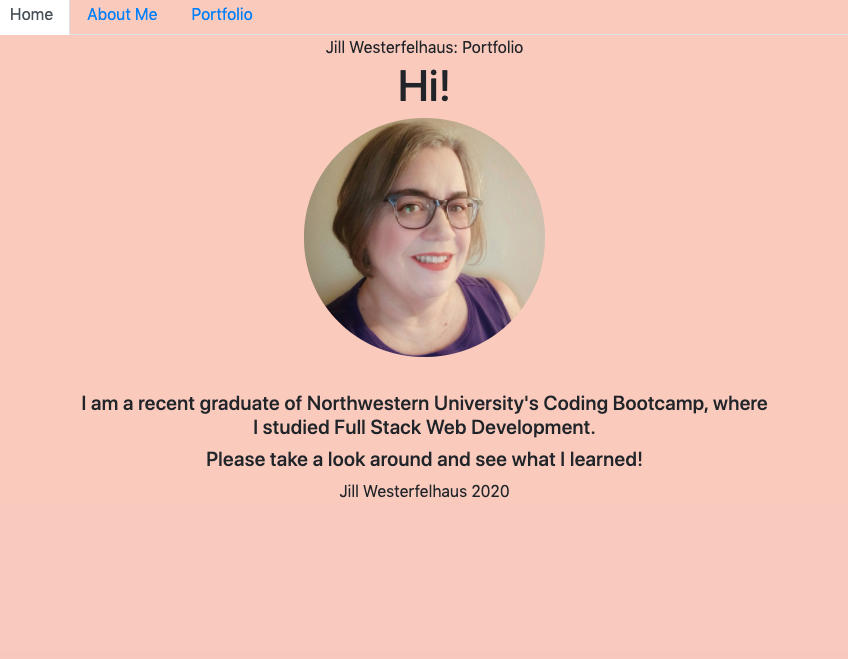 Home About Me Portfolio
Jill Westerfelhaus: Portfolio
Hi!
I am a recent graduate of Northwestern University's Coding Bootcamp, where
I studied Full Stack Web Development.
Please take a look around and see what I learned!
Jill Westerfelhaus 2020